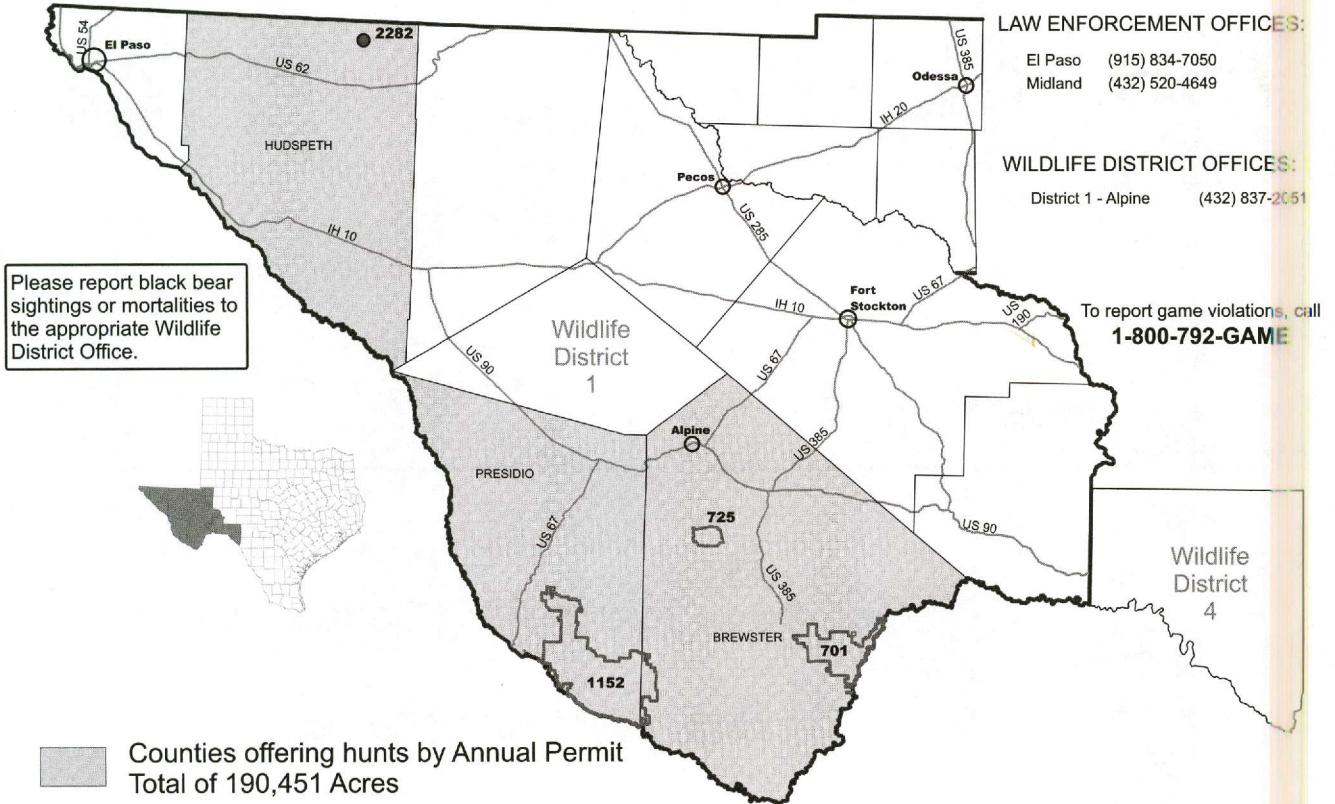 LAW ENFORCEMENT OFFICES:
El Paso (915) 834-7050
Midland (432) 520-4649
WILDLIFE DISTRICT OFFICES:
District 1 - Alpine (432) 837-2051
To report game violations, call
1-800-792-GAME
US 54
El Paso
2282
US 62
HUDSPETH
IH 10
US 385
Odessa
IH 20
Pecos
US 285
Fort
Stockton
US 67
IH 10
US
190
Please report black bear
sightings or mortalities to
the appropriate Wildlife
District Office.
Wildlife
District
1
US 90
US 67
Alpine
US 385
PRESIDIO
725
US 67
US 90
US 385
Wildlife
District
4
BREWSTER
701
1152
Counties offering hunts by Annual Permit
Total of 190,451 Acres